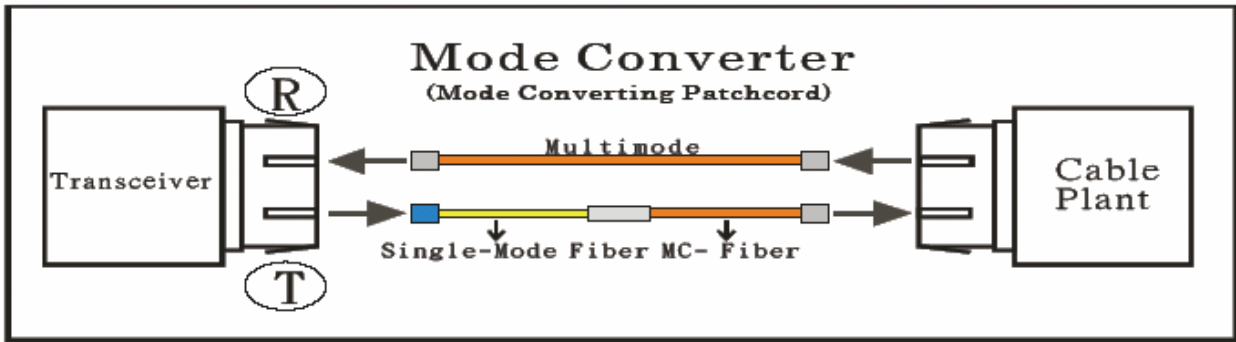 Mode Converter
(Mode Converting Patchcord)
R
Multimode
Transceiver
Cable
Plant
Single-Mode Fiber MC- Fiber
T